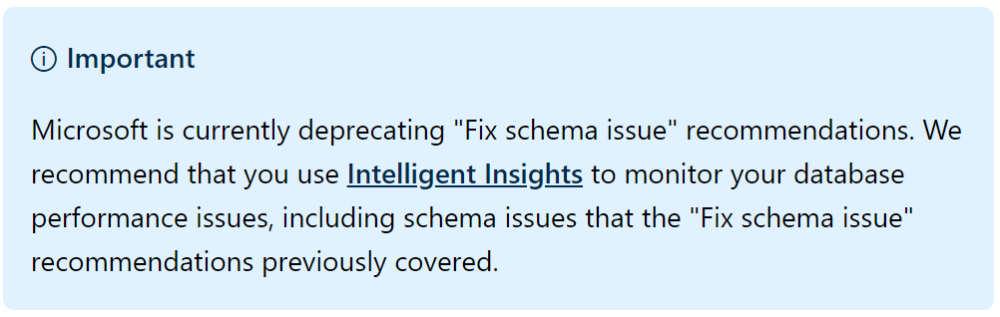 Important
Microsoft is currently deprecating "Fix schema issue" recommendations. We
recommend that you use Intelligent Insights to monitor your database
performance issues, including schema issues that the "Fix schema issue"
recommendations previously covered.